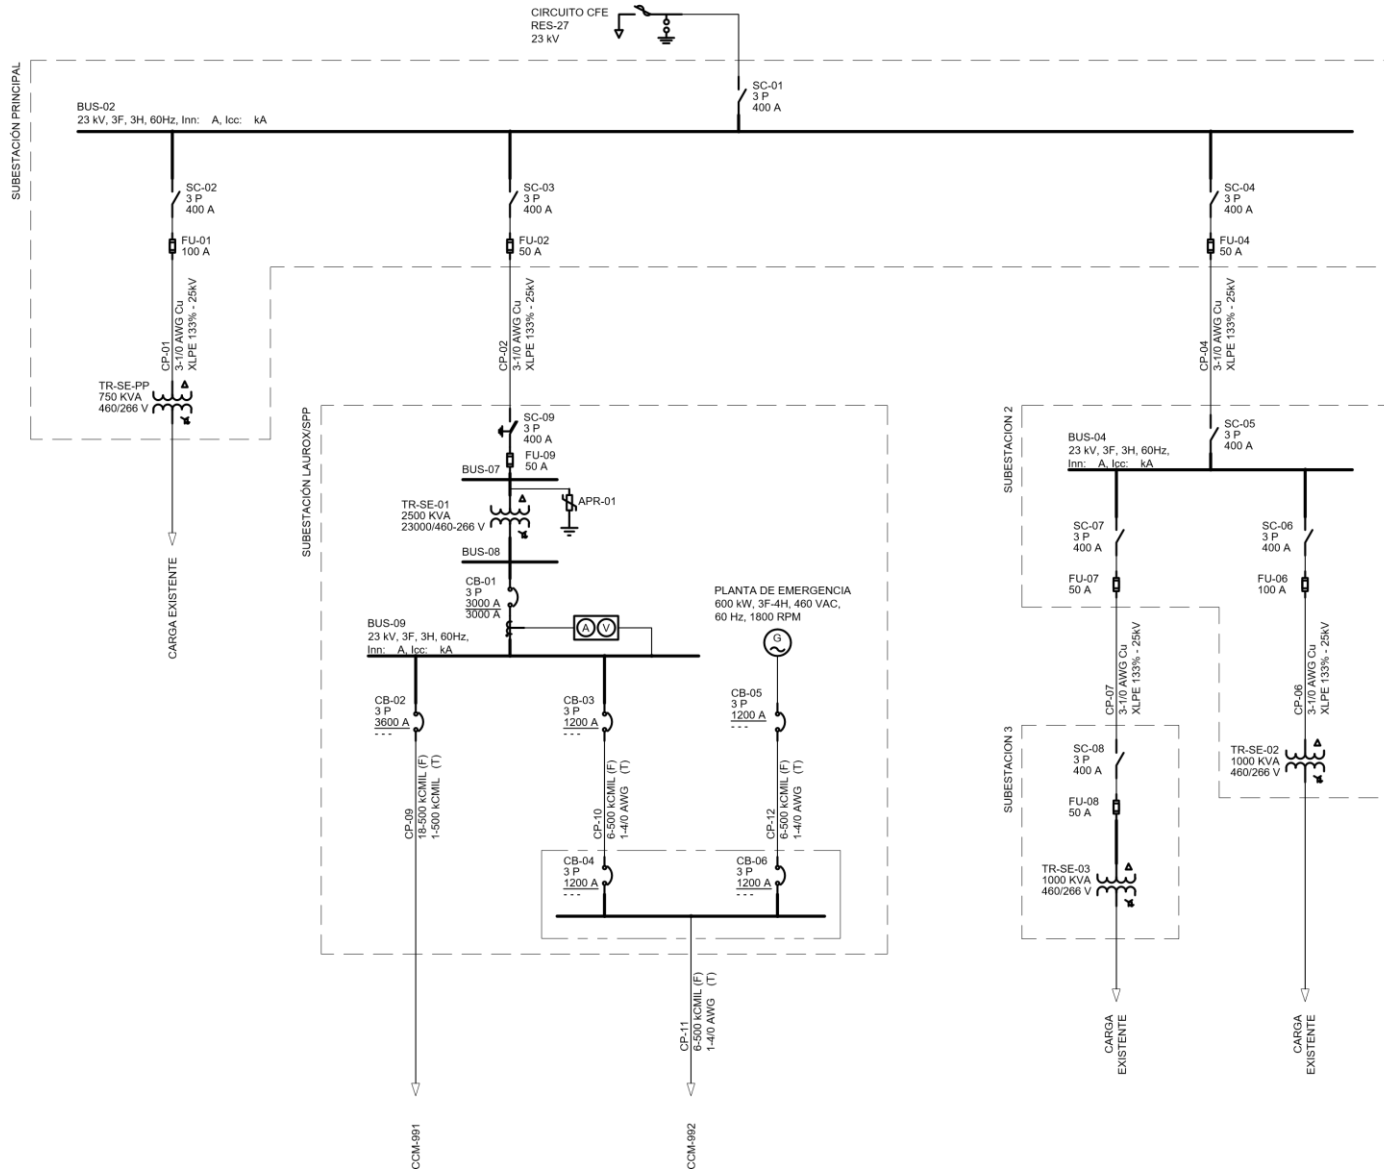 CIRCUITO CFE
RES-27
23 kV
SUBESTACIÓN PRINCIPAL
SC-01
3 P
400 A
BUS-02
23 kV, 3F, 3H, 60Hz, Inn: A, Icc: kA
SC-02
3 P
400 A
FU-01
100 A
CP-01
3-1/0 AWG Cu
XLPE 133% - 25kV
TR-SE-PP
750 KVA
460/266 V
CARGA EXISTENTE
SC-03
3 P
400 A
FU-02
50 A
CP-02
3-1/0 AWG Cu
XLPE 133% - 25kV
SUBESTACIÓN LAUROX/SPP
SC-09
3 P
400 A
FU-09
50 A
BUS-07
APR-01
TR-SE-01
2500 KVA
23000/460-266 V
BUS-08
CB-01
3 P
3000 A
3000 A
A V
BUS-09
23 kV, 3F, 3H, 60Hz,
Inn: A, Icc: kA
CB-02
3 P
3600 A
- - -
CP-09
18-500 kCMIL (F)
1-500 kCMIL (T)
CCM-991
CB-03
3 P
1200 A
- - -
CP-10
6-500 kCMIL (F)
1-4/0 AWG (T)
CB-04
3 P
1200 A
- - -
PLANTA DE EMERGENCIA
600 kW, 3F-4H, 460 VAC,
60 Hz, 1800 RPM
G
CB-05
3 P
1200 A
- - -
CP-12
6-500 kCMIL (F)
1-4/0 AWG (T)
CB-06
3 P
1200 A
- - -
CP-11
6-500 kCMIL (F)
1-4/0 AWG (T)
CCM-992
SC-04
3 P
400 A
FU-04
50 A
CP-04
3-1/0 AWG Cu
XLPE 133% - 25kV
SUBESTACION 2
SC-05
3 P
400 A
BUS-04
23 kV, 3F, 3H, 60Hz,
Inn: A, Icc: kA
SC-07
3 P
400 A
FU-07
50 A
CP-07
3-1/0 AWG Cu
XLPE 133% - 25kV
SUBESTACION 3
SC-08
3 P
400 A
FU-08
50 A
TR-SE-03
1000 KVA
460/266 V
CARGA
EXISTENTE
SC-06
3 P
400 A
FU-06
100 A
CP-06
3-1/0 AWG Cu
XLPE 133% - 25kV
TR-SE-02
1000 KVA
460/266 V
CARGA
EXISTENTE